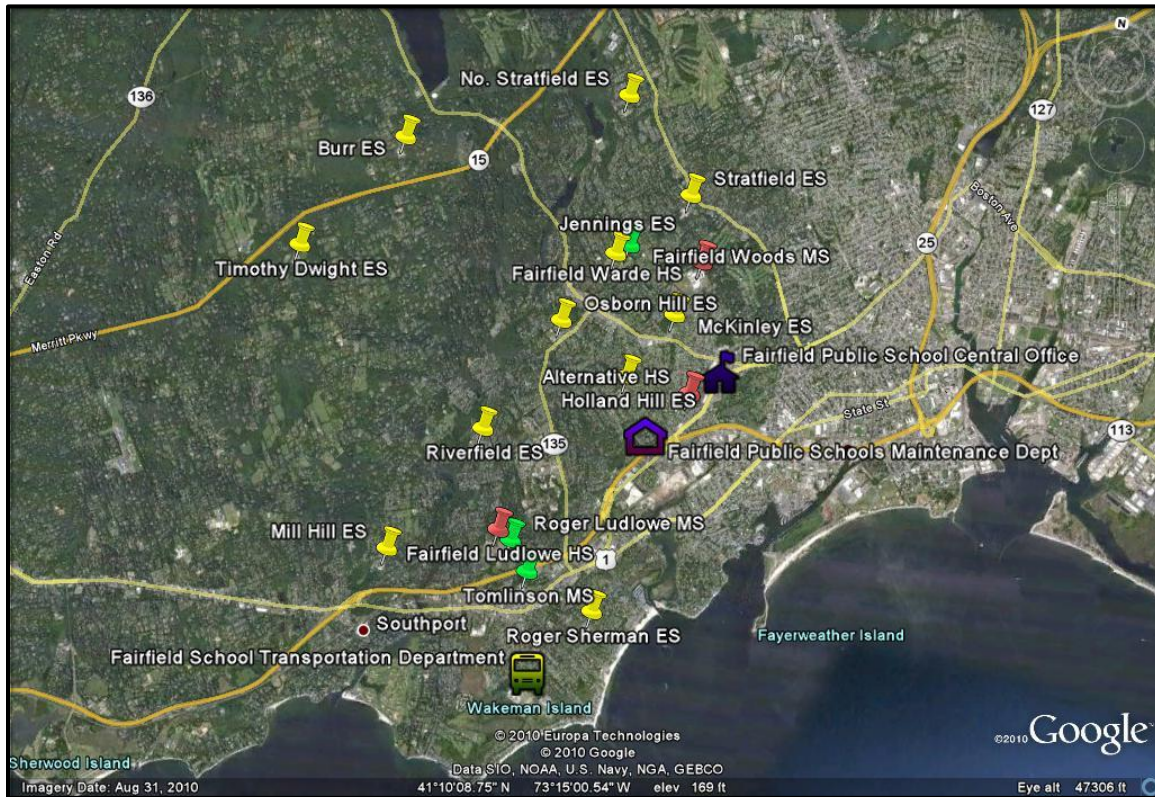 N
No. Stratfield ES
136
127
Burr ES
15
Stratfield ES
Boston Ave
Jennings ES
25
Easton Rd
Fairfield Woods MS
Timothy Dwight ES
Fairfield Warde HS
Osborn Hill ES
McKinley ES
Merritt Pkwy
Fairfield Public School Central Office
Alternative HS
Holland Hill ES
State St
113
135
Riverfield ES
Fairfield Public Schools Maintenance Dept
Roger Ludlowe MS
Mill Hill ES
Fairfield Ludlowe HS
1
Tomlinson MS
Southport
Roger Sherman ES
Fayerweather Island
Fairfield School Transportation Department
Wakeman Island
© 2010 Europa Technologies
© 2010 Google
©2010 Google
Sherwood Island
Data SIO, NOAA, U.S. Navy, NGA, GEBCO
Imagery Date: Aug 31, 2010 41°10'08.75" N 73°15'00.54" W elev 169 ft Eye alt 47306 ft